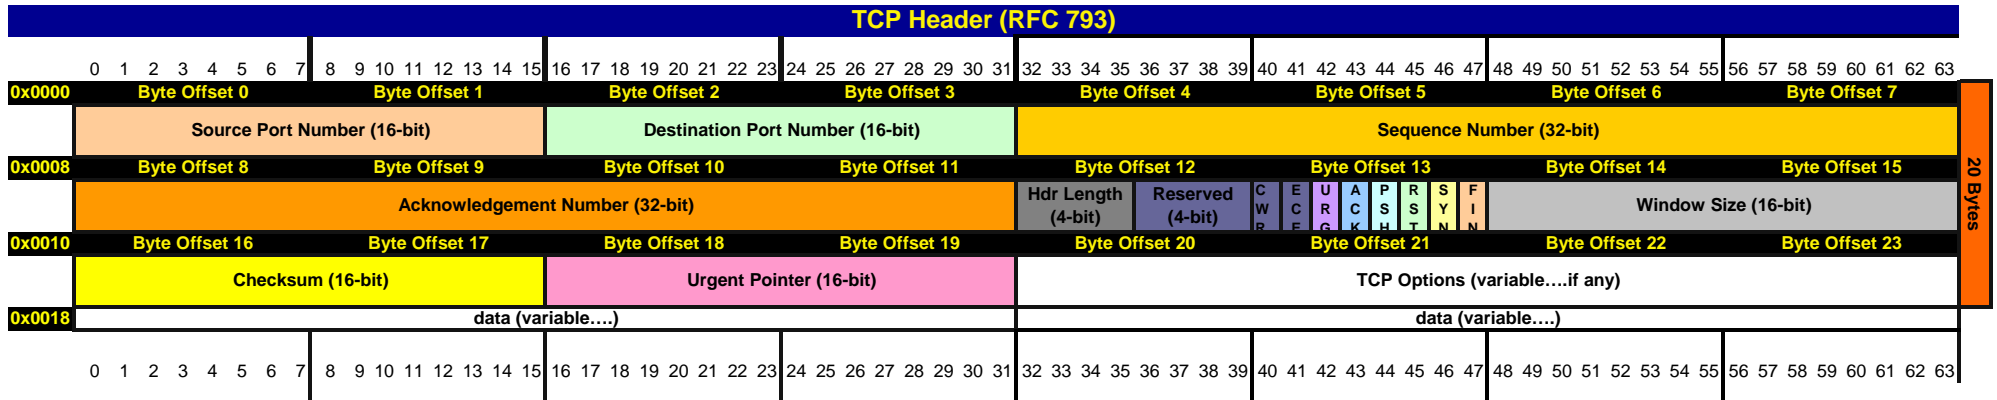 TCP Header (RFC 793)
0 1 2 3 4 5 6 7 8 9 10 11 12 13 14 15 16 17 18 19 20 21 22 23 24 25 26 27 28 29 30 31 32 33 34 35 36 37 38 39 40 41 42 43 44 45 46 47 48 49 50 51 52 53 54 55 56 57 58 59 60 61 62 63
0x0000 Byte Offset 0 Byte Offset 1 Byte Offset 2 Byte Offset 3 Byte Offset 4 Byte Offset 5 Byte Offset 6 Byte Offset 7
Source Port Number (16-bit) Destination Port Number (16-bit) Sequence Number (32-bit)
0x0008 Byte Offset 8 Byte Offset 9 Byte Offset 10 Byte Offset 11 Byte Offset 12 Byte Offset 13 Byte Offset 14 Byte Offset 15
Acknowledgement Number (32-bit) Hdr Length (4-bit) Reserved (4-bit) CWR ECE URG ACK PSH RST SYN FIN Window Size (16-bit)
0x0010 Byte Offset 16 Byte Offset 17 Byte Offset 18 Byte Offset 19 Byte Offset 20 Byte Offset 21 Byte Offset 22 Byte Offset 23
Checksum (16-bit) Urgent Pointer (16-bit) TCP Options (variable….if any)
0x0018 data (variable….) data (variable….)
20 Bytes
0 1 2 3 4 5 6 7 8 9 10 11 12 13 14 15 16 17 18 19 20 21 22 23 24 25 26 27 28 29 30 31 32 33 34 35 36 37 38 39 40 41 42 43 44 45 46 47 48 49 50 51 52 53 54 55 56 57 58 59 60 61 62 63